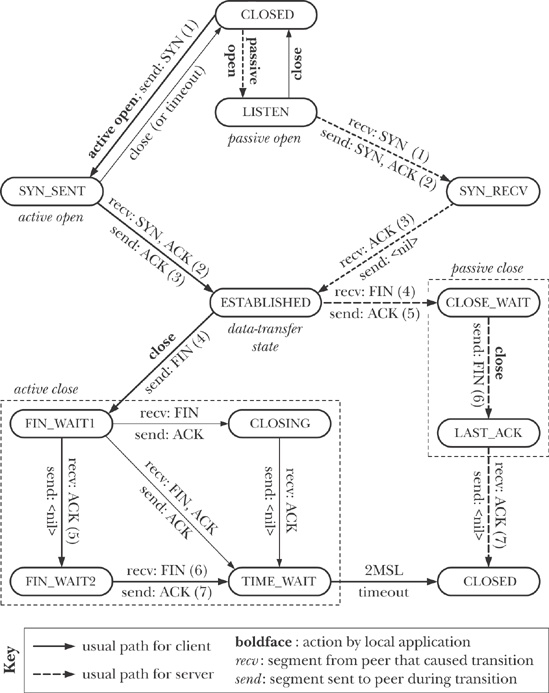 CLOSED
active open; send: SYN (1)
close (or timeout)
passive
open
close
LISTEN
passive open
recv: SYN (1)
send: SYN, ACK (2)
SYN_SENT
active open
SYN_RECV
recv: SYN, ACK (2)
send: ACK (3)
recv: ACK (3)
send: <nil>
ESTABLISHED
data-transfer
state
recv: FIN (4)
send: ACK (5)
passive close
CLOSE_WAIT
close
send: FIN (6)
LAST_ACK
close
send: FIN (4)
active close
FIN_WAIT1
recv: FIN
send: ACK
CLOSING
recv: ACK (5)
send: <nil>
recv: FIN, ACK
send: ACK
recv: ACK
send: <nil>
recv: ACK (7)
send: <nil>
FIN_WAIT2
recv: FIN (6)
send: ACK (7)
TIME_WAIT
2MSL
timeout
CLOSED
Key
usual path for client
usual path for server
boldface : action by local application
recv : segment from peer that caused transition
send : segment sent to peer during transition